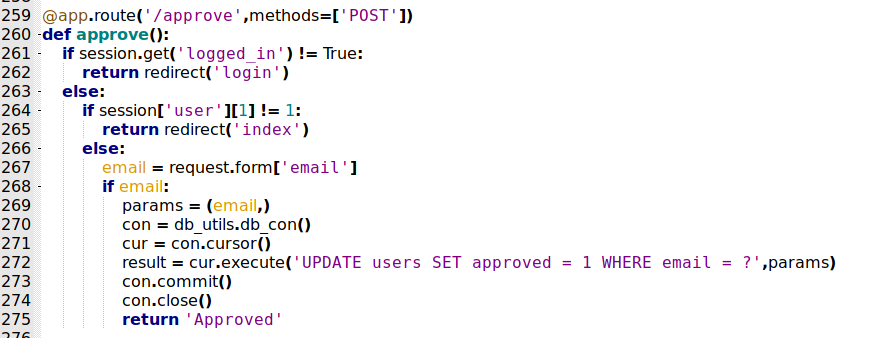 259 @app.route('/approve',methods=['POST'])
260 def approve():
261 if session.get('logged_in') != True:
262 return redirect('login')
263 else:
264 if session['user'][1] != 1:
265 return redirect('index')
266 else:
267 email = request.form['email']
268 if email:
269 params = (email,)
270 con = db_utils.db_con()
271 cur = con.cursor()
272 result = cur.execute('UPDATE users SET approved = 1 WHERE email = ?',params)
273 con.commit()
274 con.close()
275 return 'Approved'